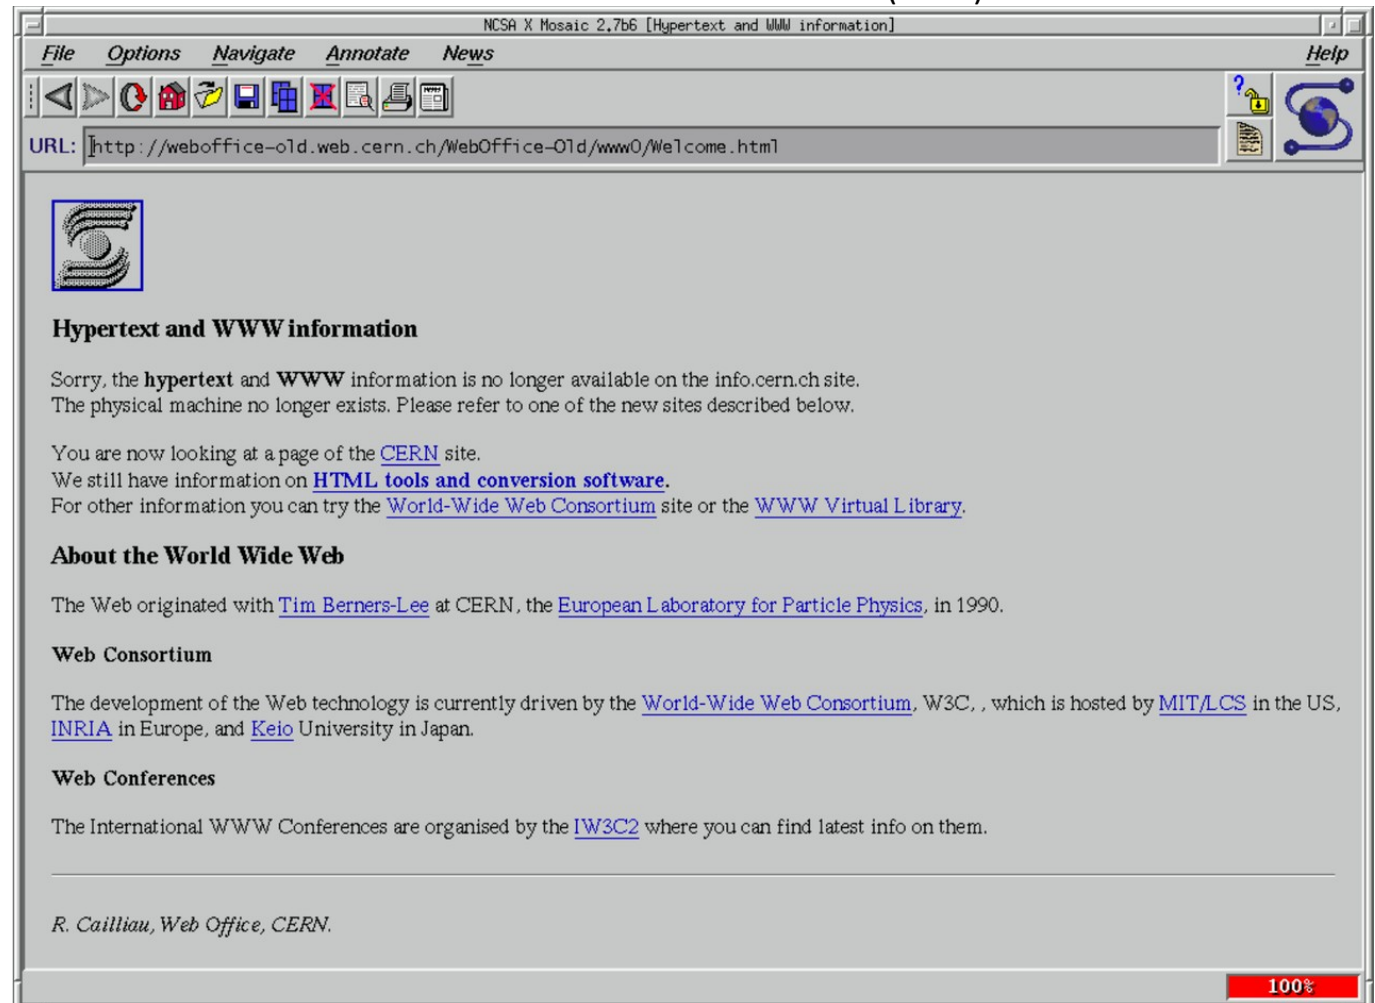 NCSA X Mosaic 2.7b6 [Hypertext and WWW information]
File Options Navigate Annotate News Help
URL: http://weboffice-old.web.cern.ch/WebOffice-Old/www0/Welcome.html
Hypertext and WWW information
Sorry, the hypertext and WWW information is no longer available on the info.cern.ch site.
The physical machine no longer exists. Please refer to one of the new sites described below.
You are now looking at a page of the CERN site.
We still have information on HTML tools and conversion software.
For other information you can try the World-Wide Web Consortium site or the WWW Virtual Library.
About the World Wide Web
The Web originated with Tim Berners-Lee at CERN, the European Laboratory for Particle Physics, in 1990.
Web Consortium
The development of the Web technology is currently driven by the World-Wide Web Consortium, W3C, , which is hosted by MIT/LCS in the US,
INRIA in Europe, and Keio University in Japan.
Web Conferences
The International WWW Conferences are organised by the IW3C2 where you can find latest info on them.
R. Cailliau, Web Office, CERN.
100%